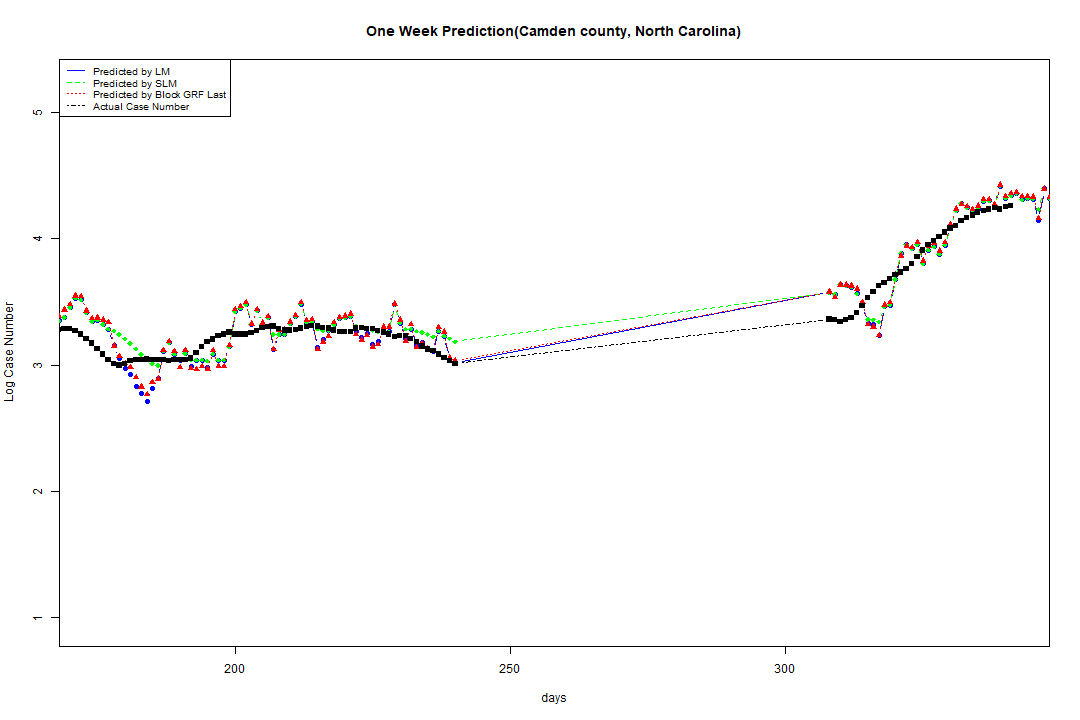 One Week Prediction(Camden county, North Carolina)
Predicted by LM
Predicted by SLM
Predicted by Block GRF Last
Actual Case Number
5
4
3
2
1
Log Case Number
200
250
300
days